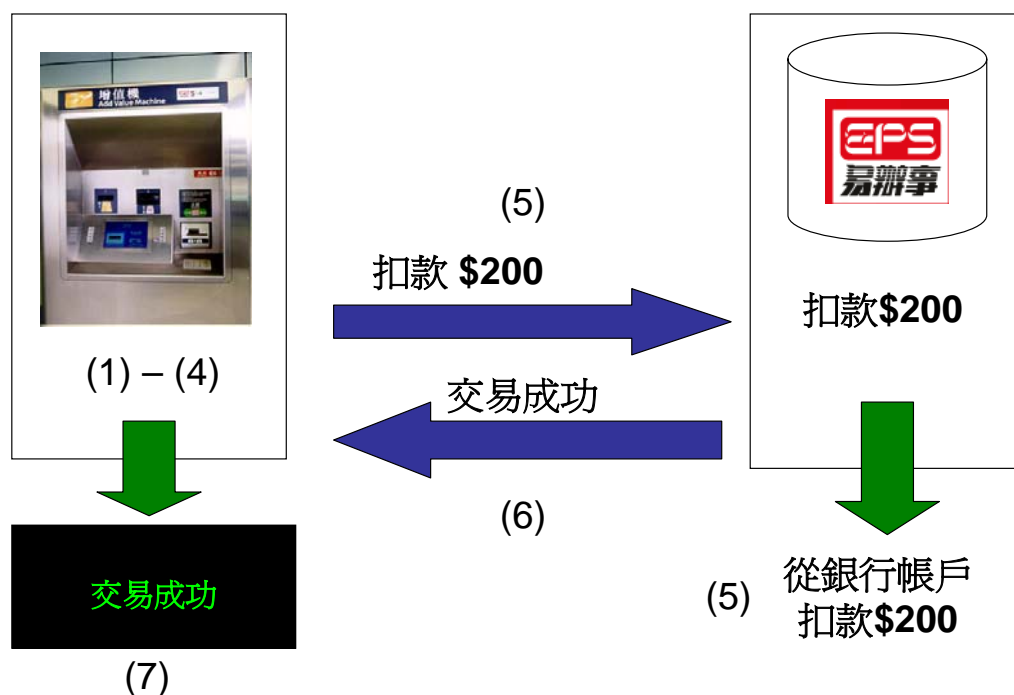 增值機
Add Value Machine
(1) – (4)
(5)
扣款 $200
交易成功
(6)
EPS
易辦事
扣款$200
交易成功
(7)
(5)
從銀行帳戶
扣款$200